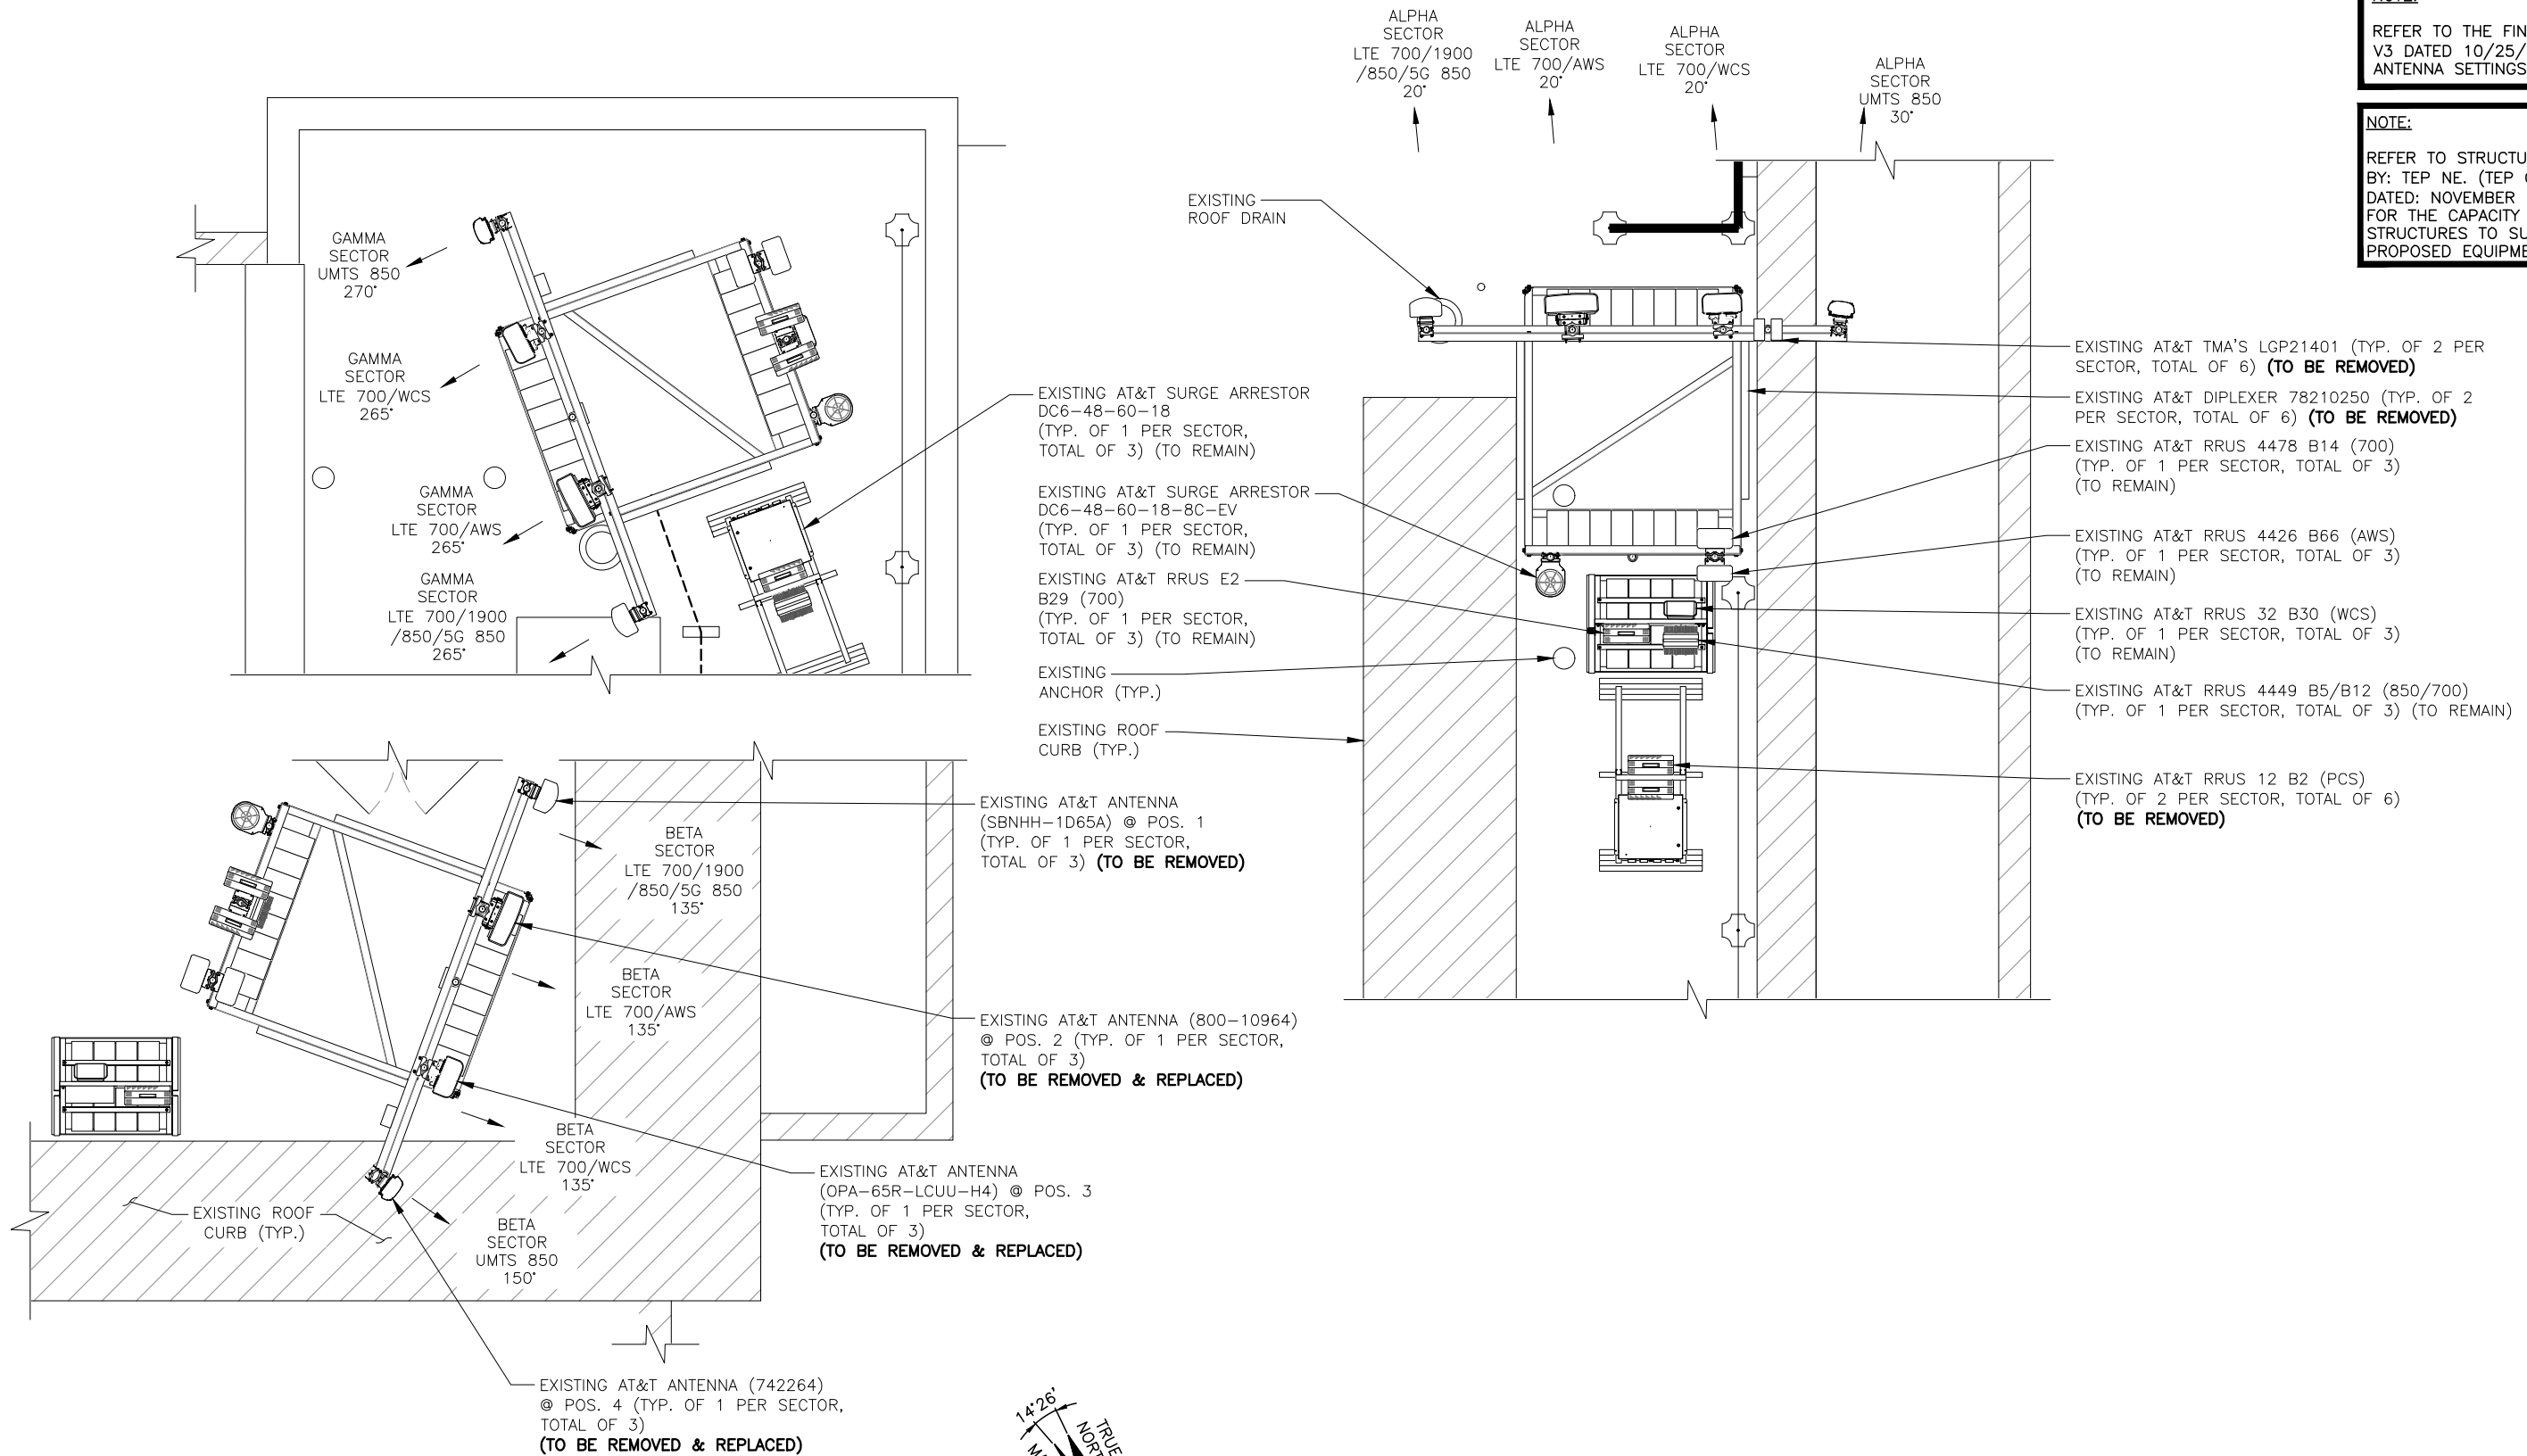 GAMMA
SECTOR
UMTS 850
270°
GAMMA
SECTOR
LTE 700/WCS
265°
GAMMA
SECTOR
LTE 700/AWS
265°
GAMMA
SECTOR
LTE 700/1900
/850/5G 850
265°
ALPHA
SECTOR
LTE 700/1900
/850/5G 850
20°
ALPHA
SECTOR
LTE 700/AWS
20°
ALPHA
SECTOR
LTE 700/WCS
20°
ALPHA
SECTOR
UMTS 850
30°
NOTE:
REFER TO THE FIN
V3 DATED 10/25/
ANTENNA SETTINGS
NOTE:
REFER TO STRUCTU
BY: TEP NE. (TEP
DATED: NOVEMBER
FOR THE CAPACITY
STRUCTURES TO SU
PROPOSED EQUIPME
EXISTING
ROOF DRAIN
EXISTING AT&T SURGE ARRESTOR
DC6-48-60-18
(TYP. OF 1 PER SECTOR,
TOTAL OF 3) (TO REMAIN)
EXISTING AT&T SURGE ARRESTOR
DC6-48-60-18-8C-EV
(TYP. OF 1 PER SECTOR,
TOTAL OF 3) (TO REMAIN)
EXISTING AT&T RRUS E2
B29 (700)
(TYP. OF 1 PER SECTOR,
TOTAL OF 3) (TO REMAIN)
EXISTING
ANCHOR (TYP.)
EXISTING ROOF
CURB (TYP.)
EXISTING AT&T TMA'S LGP21401 (TYP. OF 2 PER
SECTOR, TOTAL OF 6) (TO BE REMOVED)
EXISTING AT&T DIPLEXER 78210250 (TYP. OF 2
PER SECTOR, TOTAL OF 6) (TO BE REMOVED)
EXISTING AT&T RRUS 4478 B14 (700)
(TYP. OF 1 PER SECTOR, TOTAL OF 3)
(TO REMAIN)
EXISTING AT&T RRUS 4426 B66 (AWS)
(TYP. OF 1 PER SECTOR, TOTAL OF 3)
(TO REMAIN)
EXISTING AT&T RRUS 32 B30 (WCS)
(TYP. OF 1 PER SECTOR, TOTAL OF 3)
(TO REMAIN)
EXISTING AT&T RRUS 4449 B5/B12 (850/700)
(TYP. OF 1 PER SECTOR, TOTAL OF 3) (TO REMAIN)
EXISTING AT&T RRUS 12 B2 (PCS)
(TYP. OF 2 PER SECTOR, TOTAL OF 6)
(TO BE REMOVED)
BETA
SECTOR
LTE 700/1900
/850/5G 850
135°
BETA
SECTOR
LTE 700/AWS
135°
BETA
SECTOR
LTE 700/WCS
135°
BETA
SECTOR
UMTS 850
150°
EXISTING ROOF
CURB (TYP.)
EXISTING AT&T ANTENNA
(SBNHH-1D65A) @ POS. 1
(TYP. OF 1 PER SECTOR,
TOTAL OF 3) (TO BE REMOVED)
EXISTING AT&T ANTENNA (800-10964)
@ POS. 2 (TYP. OF 1 PER SECTOR,
TOTAL OF 3)
(TO BE REMOVED & REPLACED)
EXISTING AT&T ANTENNA
(OPA-65R-LCUU-H4) @ POS. 3
(TYP. OF 1 PER SECTOR,
TOTAL OF 3)
(TO BE REMOVED & REPLACED)
EXISTING AT&T ANTENNA (742264)
@ POS. 4 (TYP. OF 1 PER SECTOR,
TOTAL OF 3)
(TO BE REMOVED & REPLACED)
14°26'
TRUE